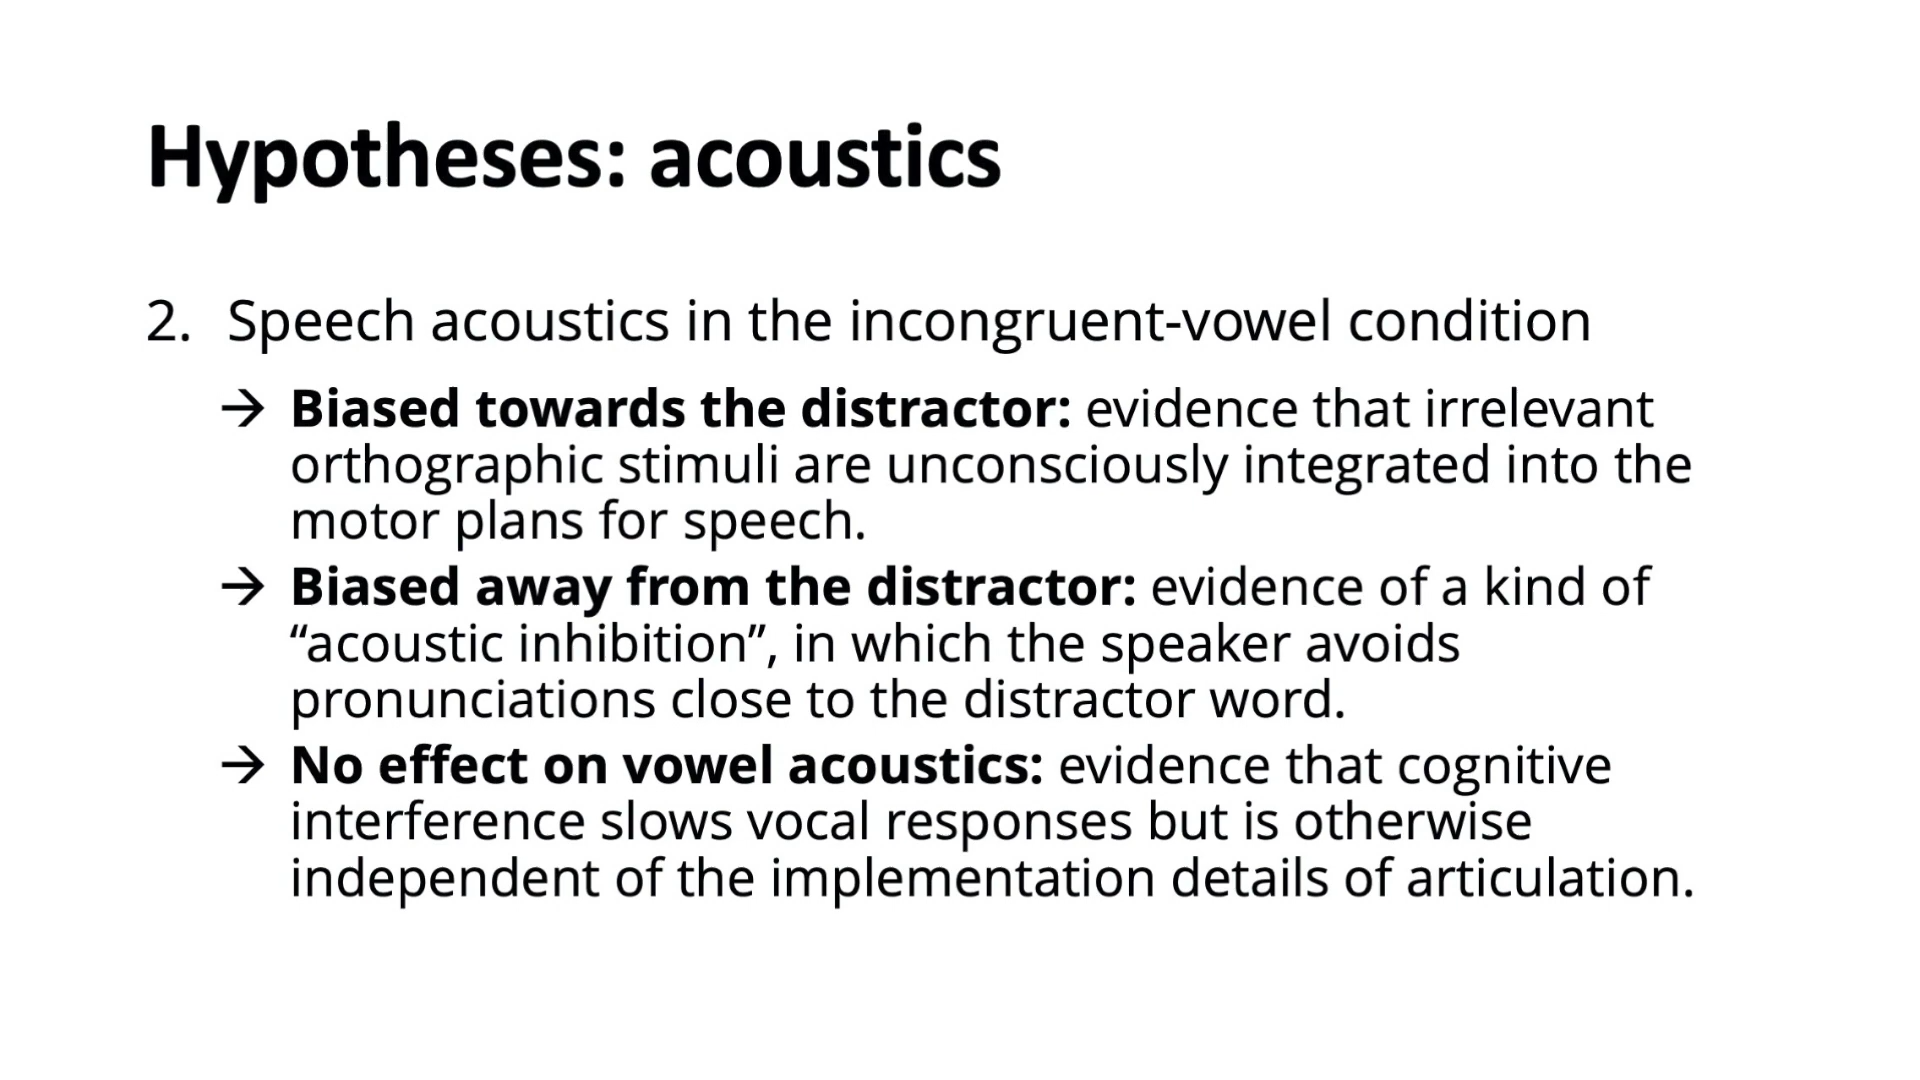 Hypotheses: acoustics
2. Speech acoustics in the incongruent-vowel condition
→ Biased towards the distractor: evidence that irrelevant
orthographic stimuli are unconsciously integrated into the
motor plans for speech.
→ Biased away from the distractor: evidence of a kind of
“acoustic inhibition”, in which the speaker avoids
pronunciations close to the distractor word.
→ No effect on vowel acoustics: evidence that cognitive
interference slows vocal responses but is otherwise
independent of the implementation details of articulation.